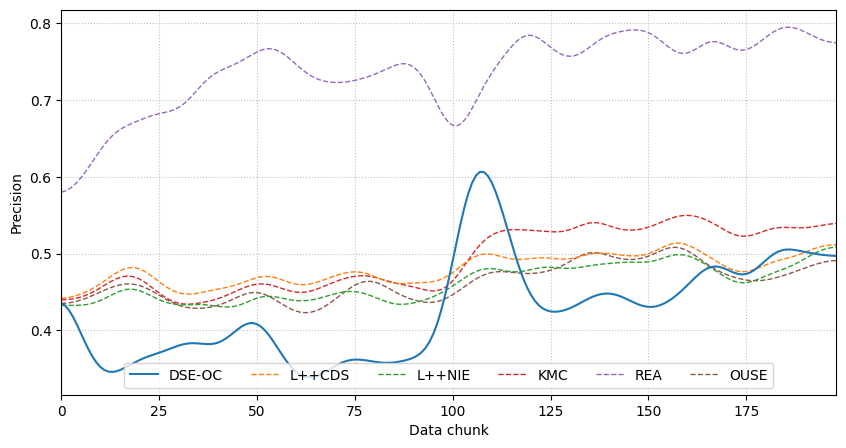 0.8
0.7
0.6
0.5
0.4
Precision
DSE-OC L++CDS L++NIE KMC REA OUSE
0 25 50 75 100 125 150 175
Data chunk